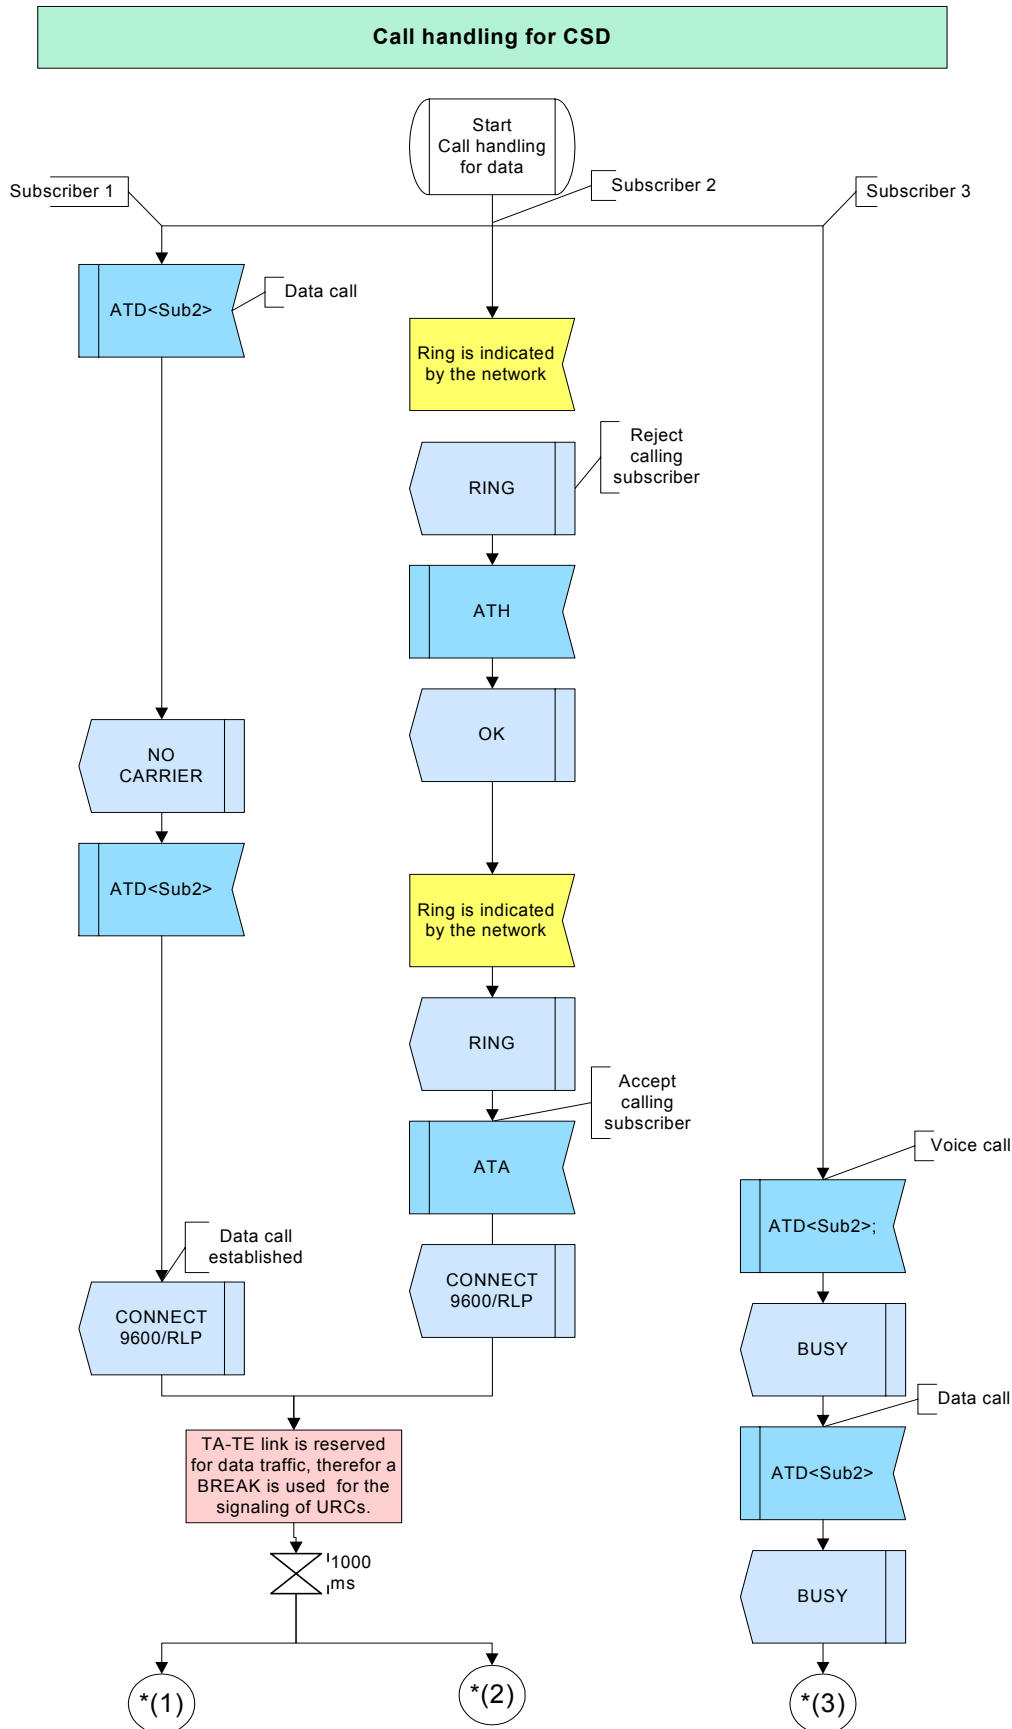 Call handling for CSD
Start
Call handling
for data
Subscriber 1
Subscriber 2
Subscriber 3
ATD<Sub2>
Data call
Ring is indicated
by the network
Reject
calling
subscriber
RING
ATH
OK
NO
CARRIER
ATD<Sub2>
Ring is indicated
by the network
RING
Accept
calling
subscriber
ATA
Voice call
ATD<Sub2>;
Data call
established
CONNECT
9600/RLP
CONNECT
9600/RLP
BUSY
Data call
TA-TE link is reserved
for data traffic, therefor a
BREAK is used for the
signaling of URCs.
ATD<Sub2>
1000
ms
BUSY
*(1)
*(2)
*(3)